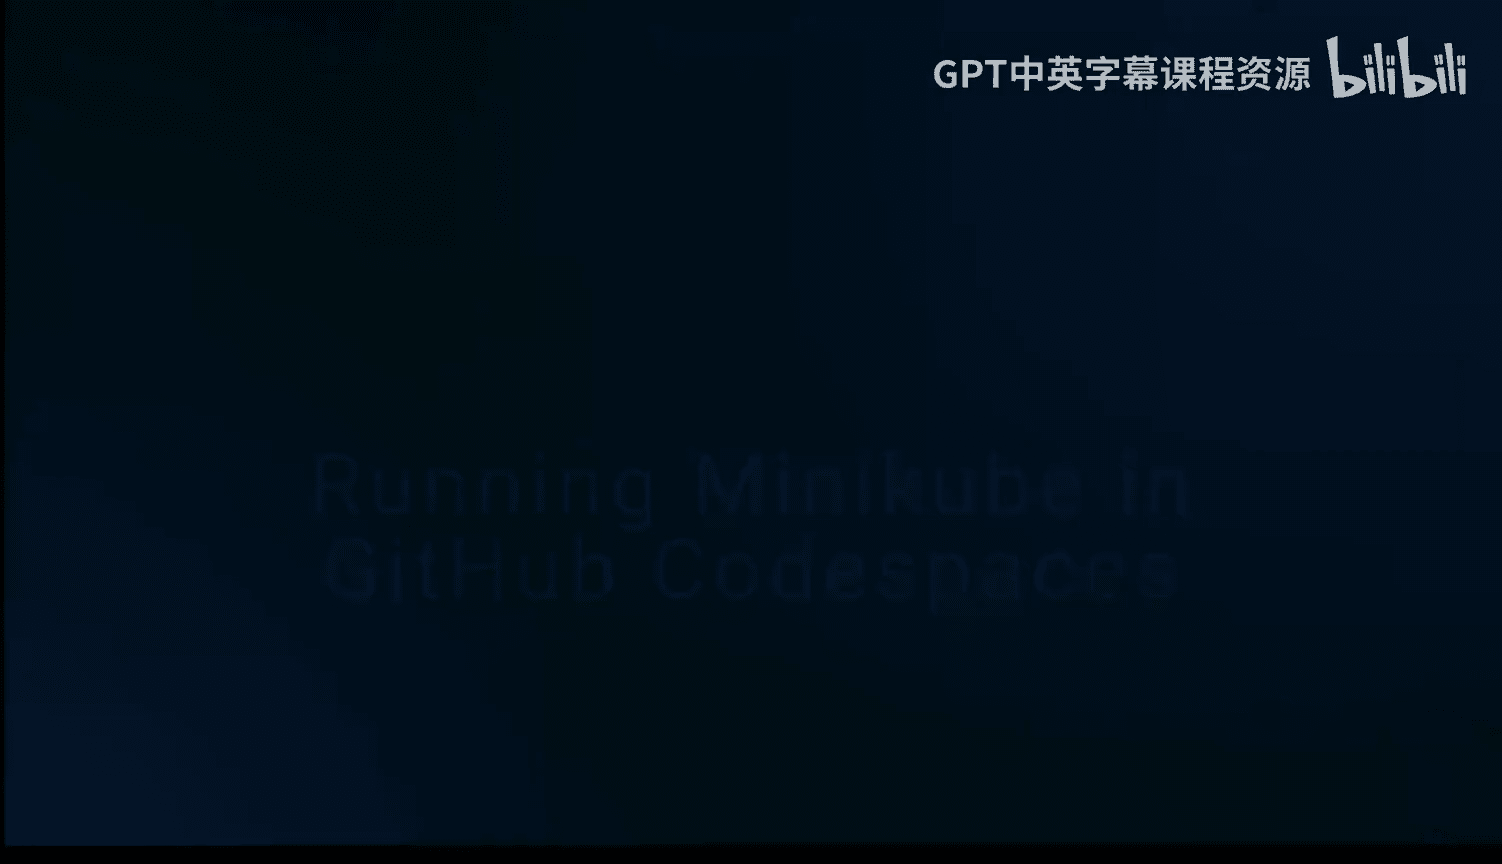 GPT中英字幕课程资源 bilibili
Running Minikube in
GitHub Codespaces